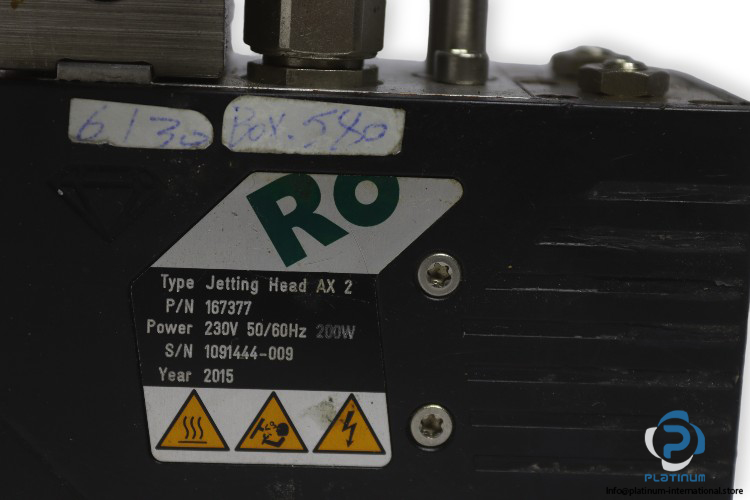 6130 Box.540
Ro
Type Jetting Head AX 2
P/N 167377
Power 230V 50/60Hz 200W
S/N 1091444-009
Year 2015
PLATINUM
Info@platinum-international.store